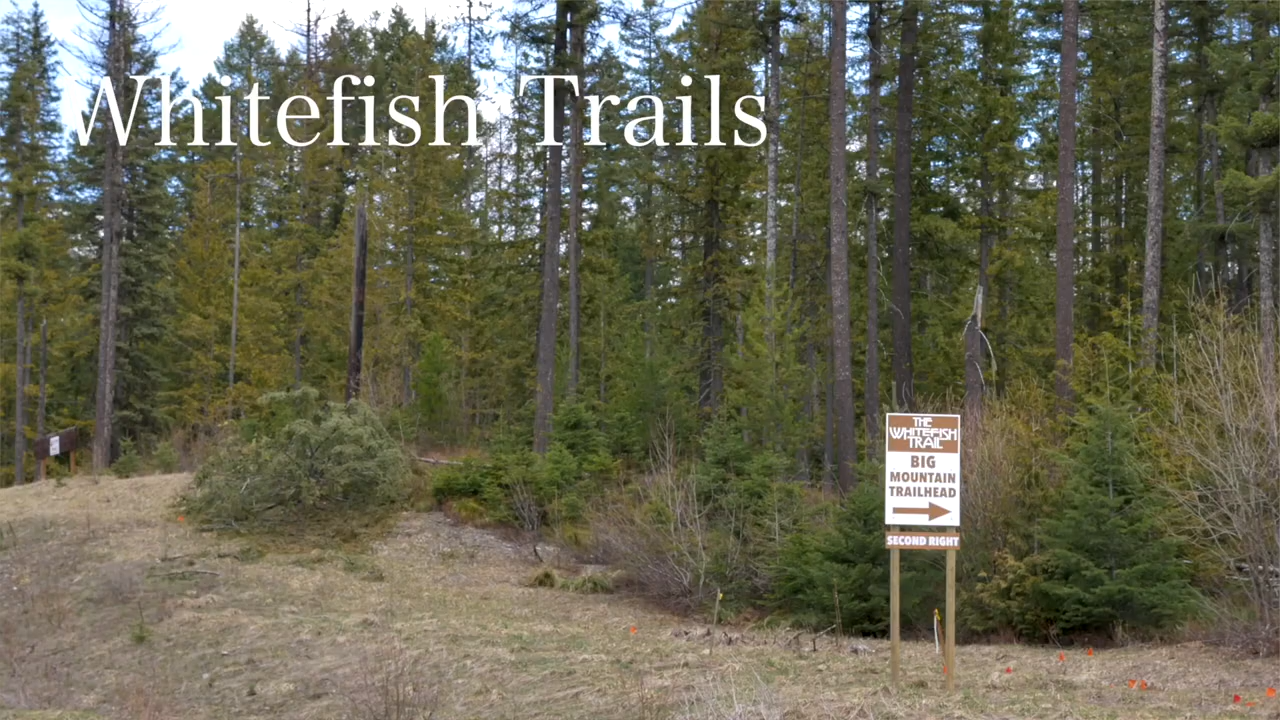 Whitefish Trails
THE
WHITEFISH
TRAIL
BIG
MOUNTAIN
TRAILHEAD
SECOND RIGHT